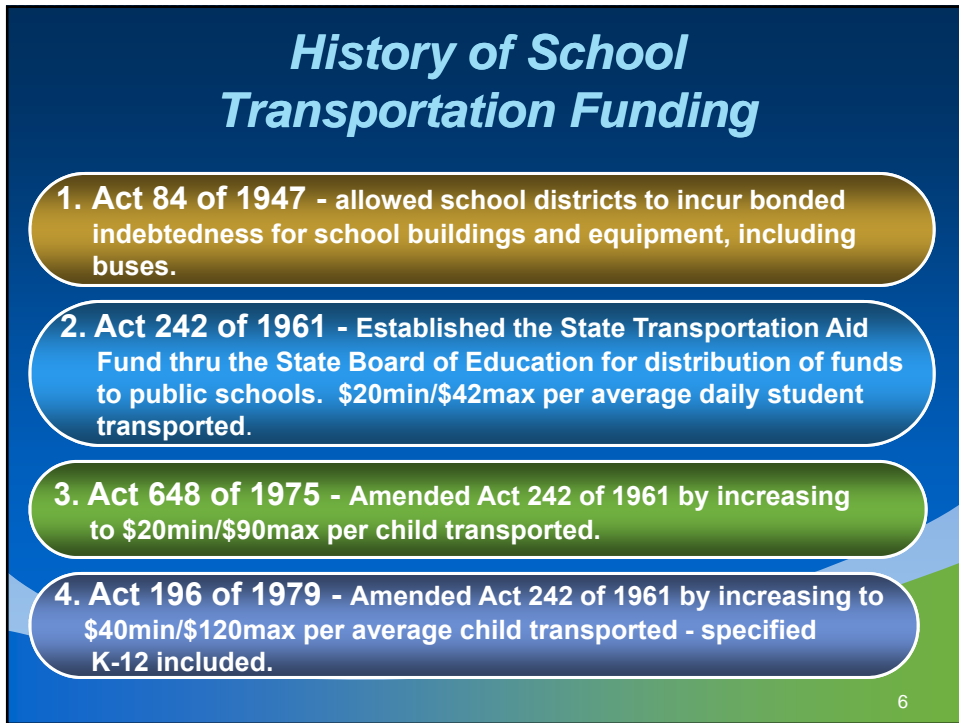 History of School
Transportation Funding
1. Act 84 of 1947 - allowed school districts to incur bonded
indebtedness for school buildings and equipment, including
buses.
2. Act 242 of 1961 - Established the State Transportation Aid
Fund thru the State Board of Education for distribution of funds
to public schools.  $20min/$42max per average daily student
transported.
3. Act 648 of 1975 - Amended Act 242 of 1961 by increasing
to $20min/$90max per child transported.
4. Act 196 of 1979 - Amended Act 242 of 1961 by increasing to
$40min/$120max per average child transported - specified
K-12 included.
6